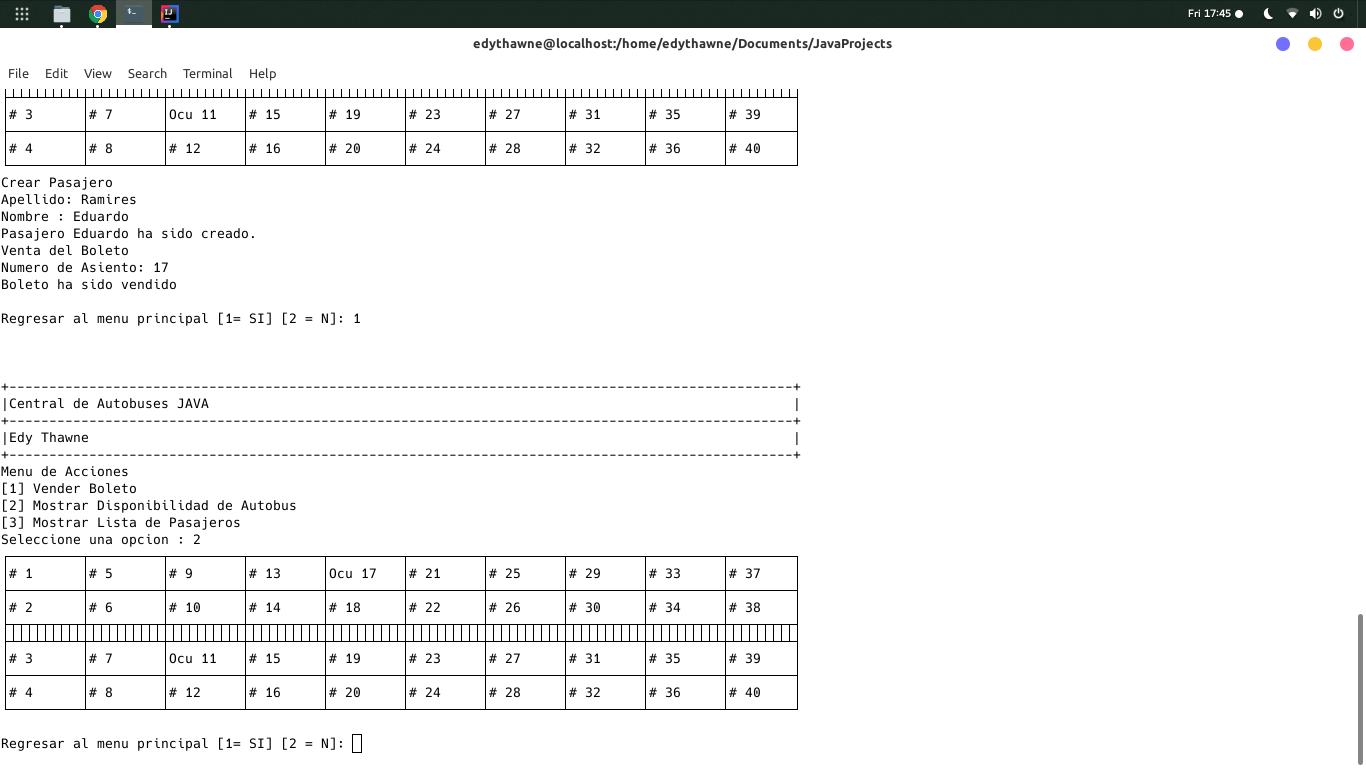 Fri 17:45
edythawne@localhost:/home/edythawne/Documents/JavaProjects
File Edit View Search Terminal Help
# 3 # 7 Ocu 11 # 15 # 19 # 23 # 27 # 31 # 35 # 39
# 4 # 8 # 12 # 16 # 20 # 24 # 28 # 32 # 36 # 40
Crear Pasajero
Apellido: Ramires
Nombre : Eduardo
Pasajero Eduardo ha sido creado.
Venta del Boleto
Numero de Asiento: 17
Boleto ha sido vendido
Regresar al menu principal [1= SI] [2 = N]: 1
|Central de Autobuses JAVA |
|Edy Thawne |
Menu de Acciones
[1] Vender Boleto
[2] Mostrar Disponibilidad de Autobus
[3] Mostrar Lista de Pasajeros
Seleccione una opcion : 2
# 1 # 5 # 9 # 13 Ocu 17 # 21 # 25 # 29 # 33 # 37
# 2 # 6 # 10 # 14 # 18 # 22 # 26 # 30 # 34 # 38
# 3 # 7 Ocu 11 # 15 # 19 # 23 # 27 # 31 # 35 # 39
# 4 # 8 # 12 # 16 # 20 # 24 # 28 # 32 # 36 # 40
Regresar al menu principal [1= SI] [2 = N]: